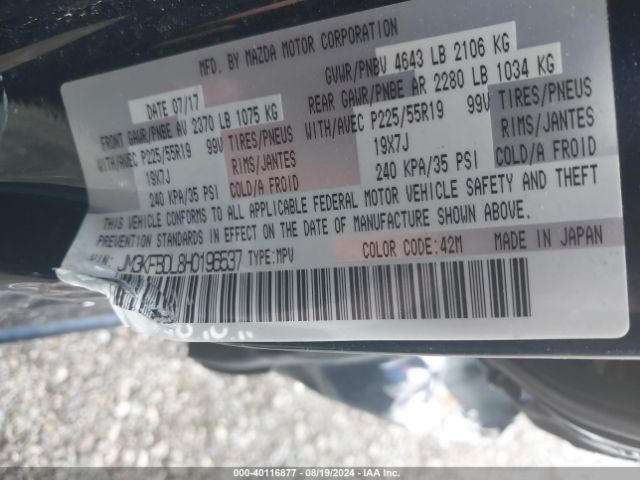 MFD. BY MAZDA MOTOR CORPORATION
DATE 07/17
GVWR/PNBV 4643 LB 2106 KG
FRONT GAWR/PNBE AV 2370 LB 1075 KG
REAR GAWR/PNBE AR 2280 LB 1034 KG
WITH/AVEC P225/55R19 99V TIRES/PNEUS
WITH/AVEC P225/55R19 99V TIRES/PNEUS
19X7J RIMS/JANTES
19X7J RIMS/JANTES
240 KPA/35 PSI COLD/A FROID
240 KPA/35 PSI COLD/A FROID
THIS VEHICLE CONFORMS TO ALL APPLICABLE FEDERAL MOTOR VEHICLE SAFETY AND THEFT
PREVENTION STANDARDS IN EFFECT ON THE DATE OF MANUFACTURE SHOWN ABOVE.
VIN: JM3KFBDL8H0196537 TYPE: MPV COLOR CODE: 42M MADE IN JAPAN
000-40116877 - 08/19/2024 - IAA Inc.